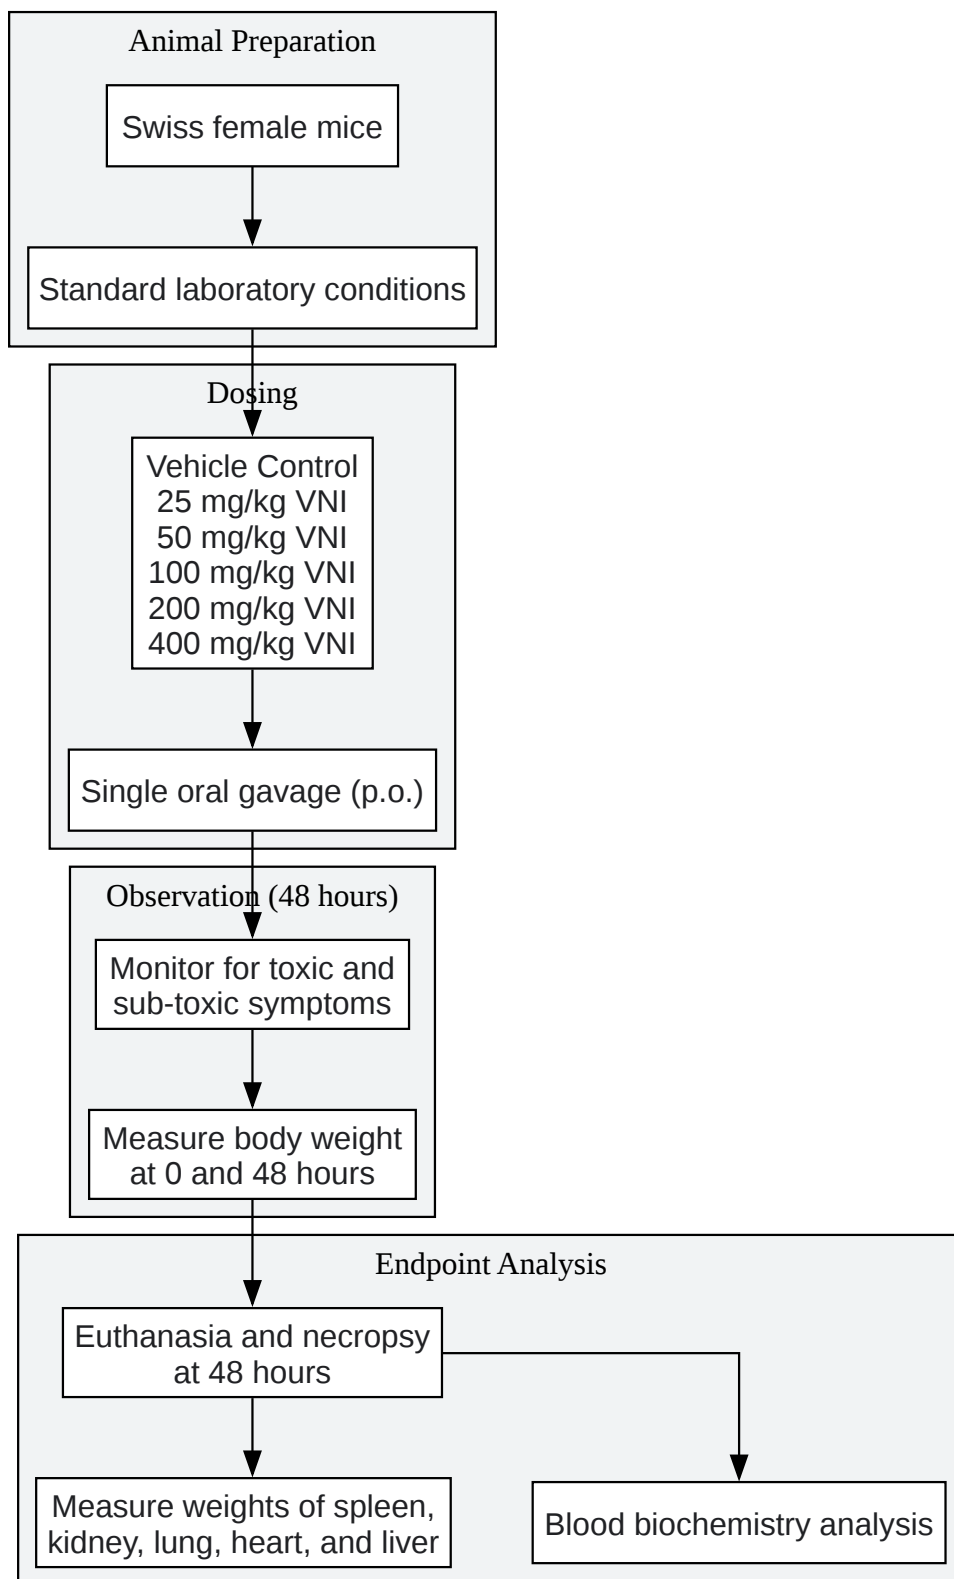 Animal Preparation
Swiss female mice
Standard laboratory conditions
Dosing
Vehicle Control
25 mg/kg VNI
50 mg/kg VNI
100 mg/kg VNI
200 mg/kg VNI
400 mg/kg VNI
Single oral gavage (p.o.)
Observation (48 hours)
Monitor for toxic and
sub-toxic symptoms
Measure body weight
at 0 and 48 hours
Endpoint Analysis
Euthanasia and necropsy
at 48 hours
Measure weights of spleen,
kidney, lung, heart, and liver
Blood biochemistry analysis